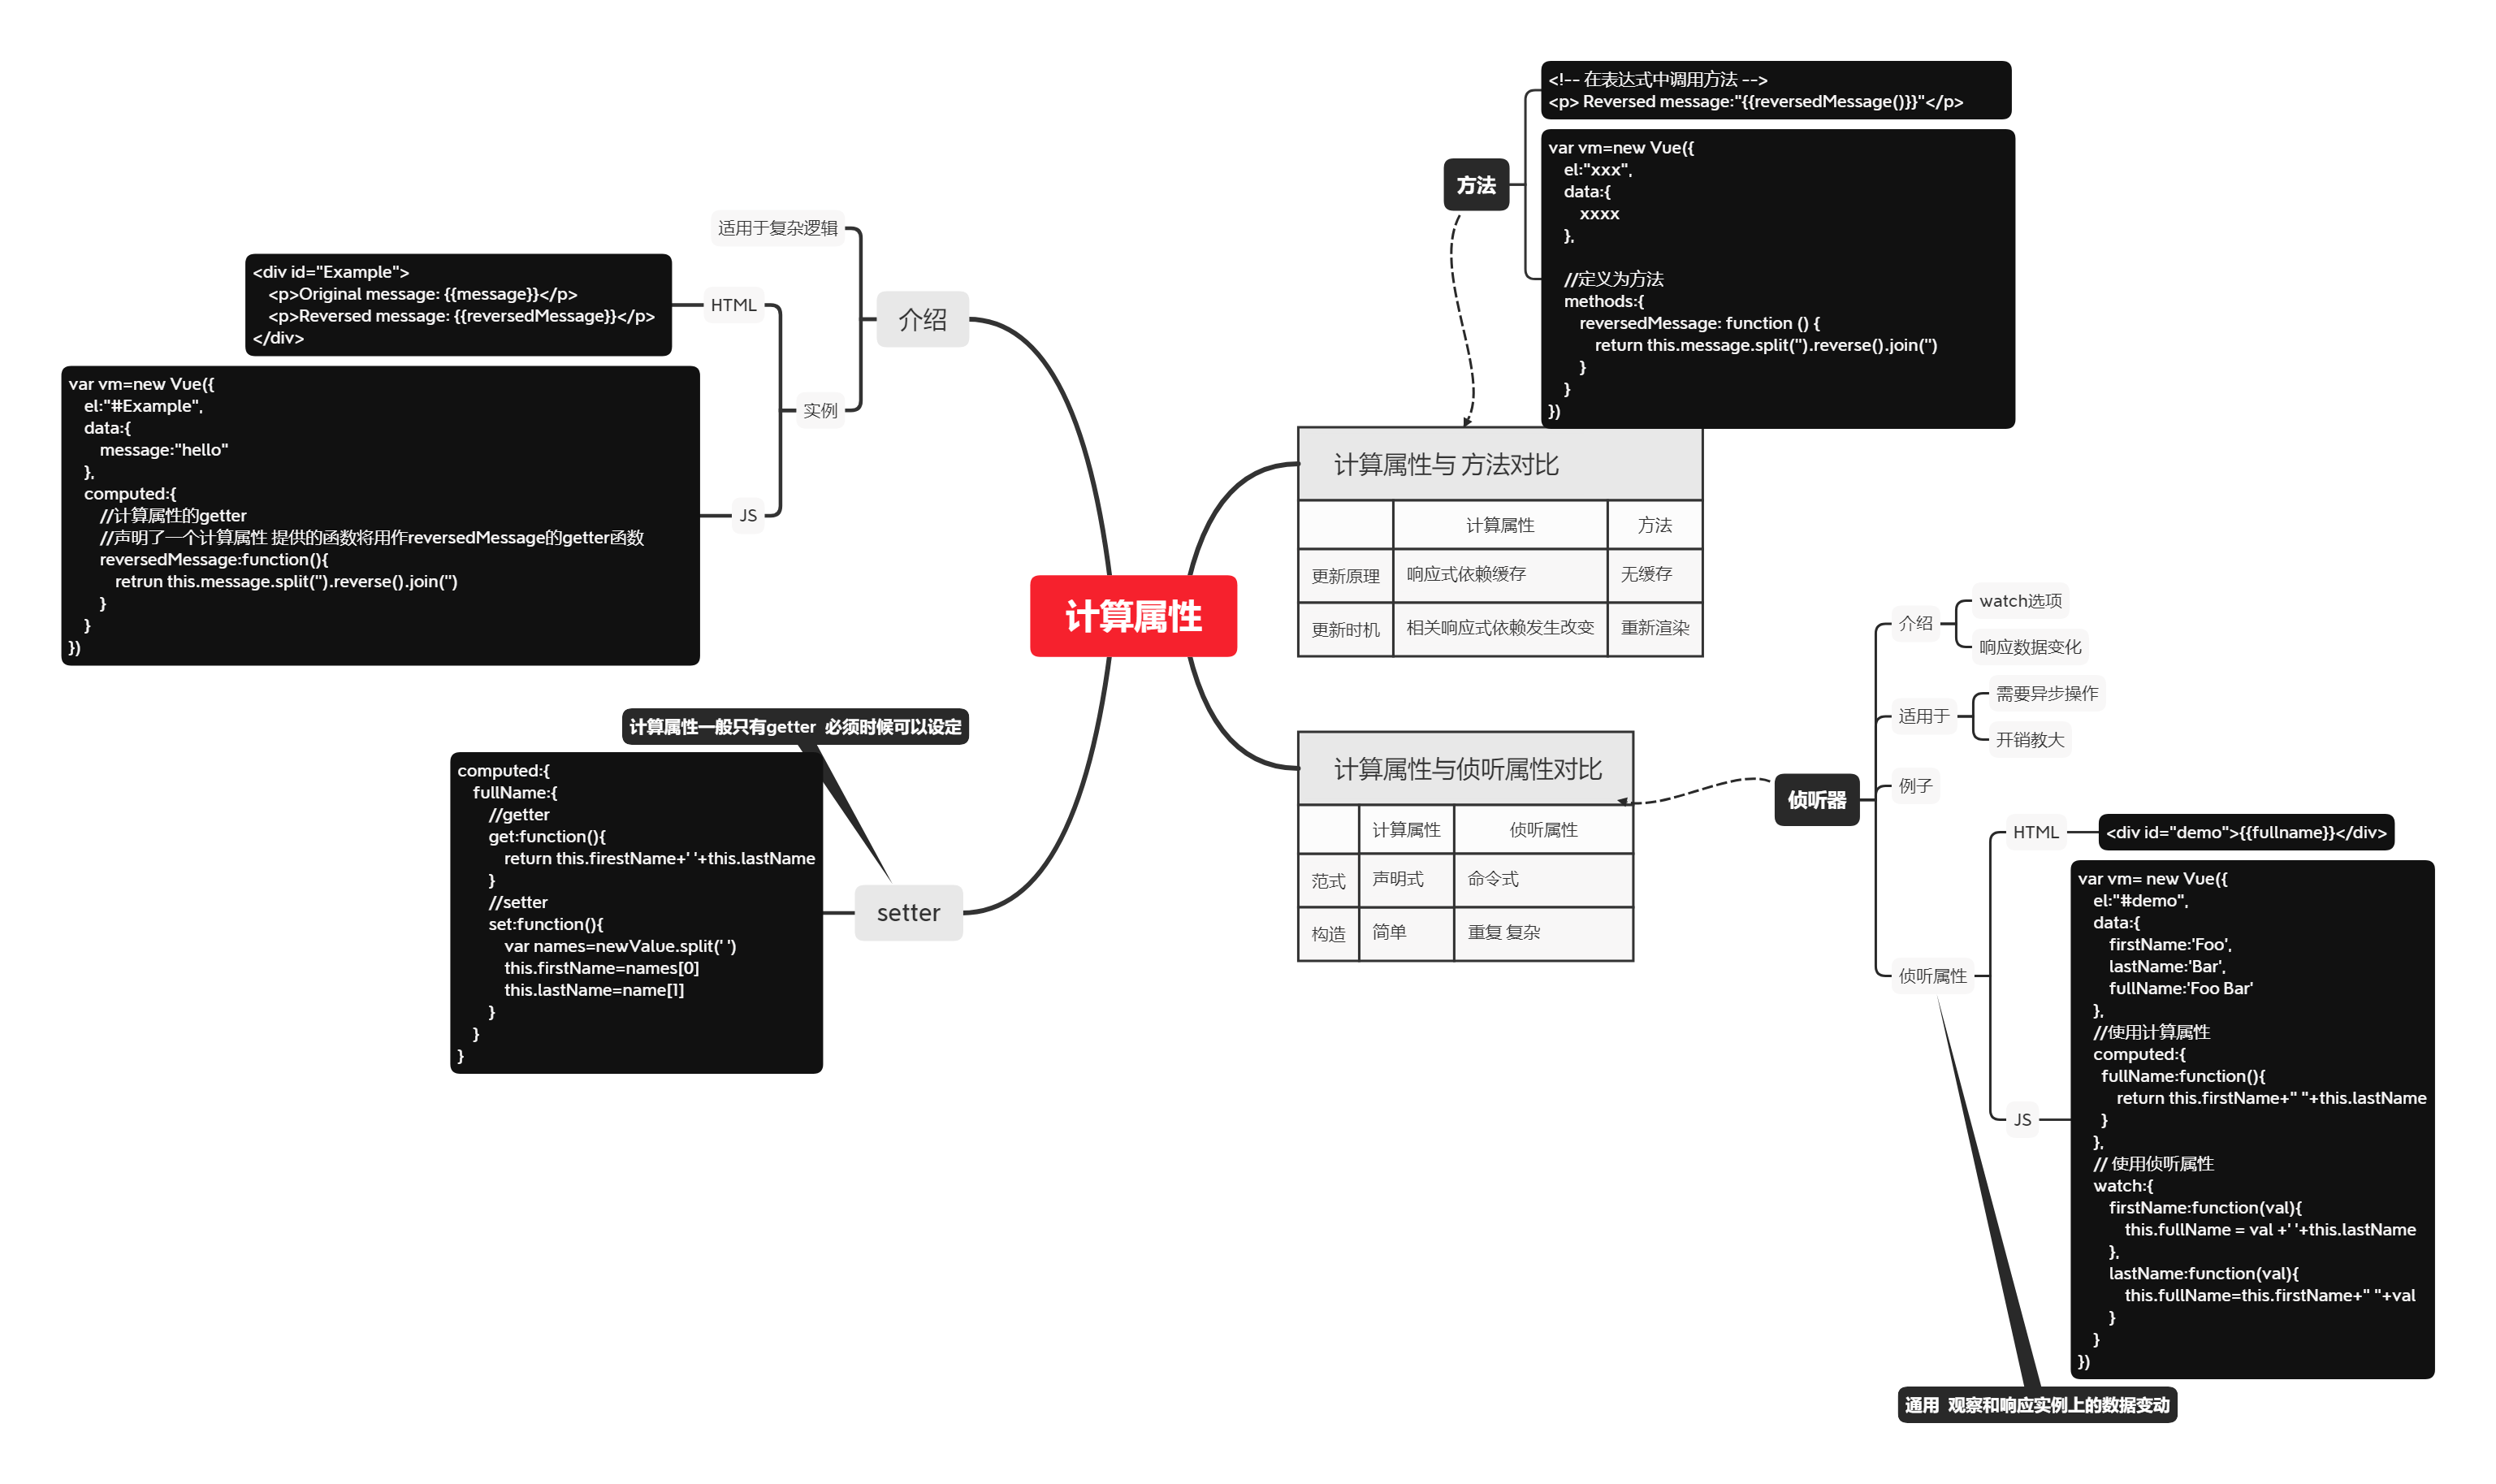 计算属性
介绍
适用于复杂逻辑
实例
HTML
<div id="Example">
<p>Original message: {{message}}</p>
<p>Reversed message: {{reversedMessage}}</p>
</div>
JS
var vm=new Vue({
el:"#Example",
data:{
message:"hello"
},
computed:{
//计算属性的getter
//声明了一个计算属性 提供的函数将用作reversedMessage的getter函数
reversedMessage:function(){
retrun this.message.split('').reverse().join('')
}
}
})
setter
计算属性一般只有getter 必须时候可以设定
computed:{
fullName:{
//getter
get:function(){
return this.firestName+' '+this.lastName
}
//setter
set:function(){
var names=newValue.split(' ')
this.firstName=names[0]
this.lastName=name[1]
}
}
}
方法
<!-- 在表达式中调用方法 -->
<p> Reversed message:"{{reversedMessage()}}"</p>
var vm=new Vue({
el:"xxx",
data:{
xxxx
},
//定义为方法
methods:{
reversedMessage: function () {
return this.message.split('').reverse().join('')
}
}
})
计算属性与 方法对比
计算属性 方法
更新原理 响应式依赖缓存 无缓存
更新时机 相关响应式依赖发生改变 重新渲染
计算属性与侦听属性对比
计算属性 侦听属性
范式 声明式 命令式
构造 简单 重复 复杂
侦听器
介绍
watch选项
响应数据变化
适用于
需要异步操作
开销教大
例子
侦听属性
HTML
<div id="demo">{{fullname}}</div>
JS
var vm= new Vue({
el:"#demo",
data:{
firstName:'Foo',
lastName:'Bar',
fullName:'Foo Bar'
},
//使用计算属性
computed:{
fullName:function(){
return this.firstName+" "+this.lastName
}
},
// 使用侦听属性
watch:{
firstName:function(val){
this.fullName = val +' '+this.lastName
},
lastName:function(val){
this.fullName=this.firstName+" "+val
}
}
})
通用 观察和响应实例上的数据变动